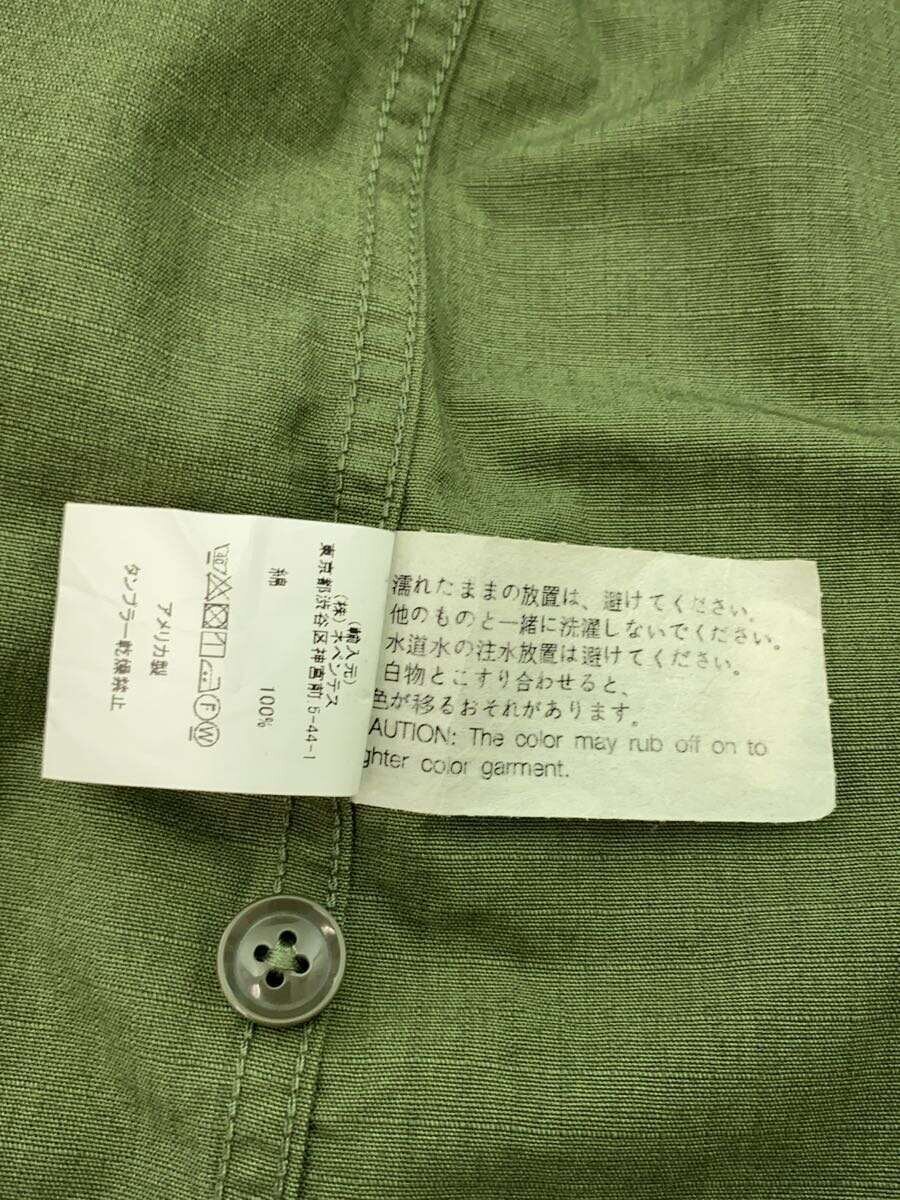 綿 100%
(輸入元)
(株)ネペンテス
東京都渋谷区神宮前.5-44-1
アメリカ製
タンブラー乾燥禁止
濡れたままの放置は、避けてください。
他のものと一緒に洗濯しないでください。
水道水の注水放置は避けてください。
白物とこすり合わせると、
色が移るおそれがあります。
AUTION: The color may rub off on to
ghter color garment.